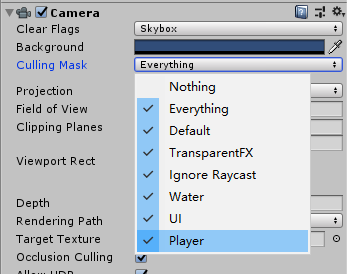 Camera
Clear Flags Skybox
Background
Culling Mask Everything
Nothing
Everything
Default
TransparentFX
Ignore Raycast
Water
UI
Player
Projection
Field of View
Clipping Planes
Viewport Rect
Depth
Rendering Path
Target Texture
Occlusion Culling
Allow HDR